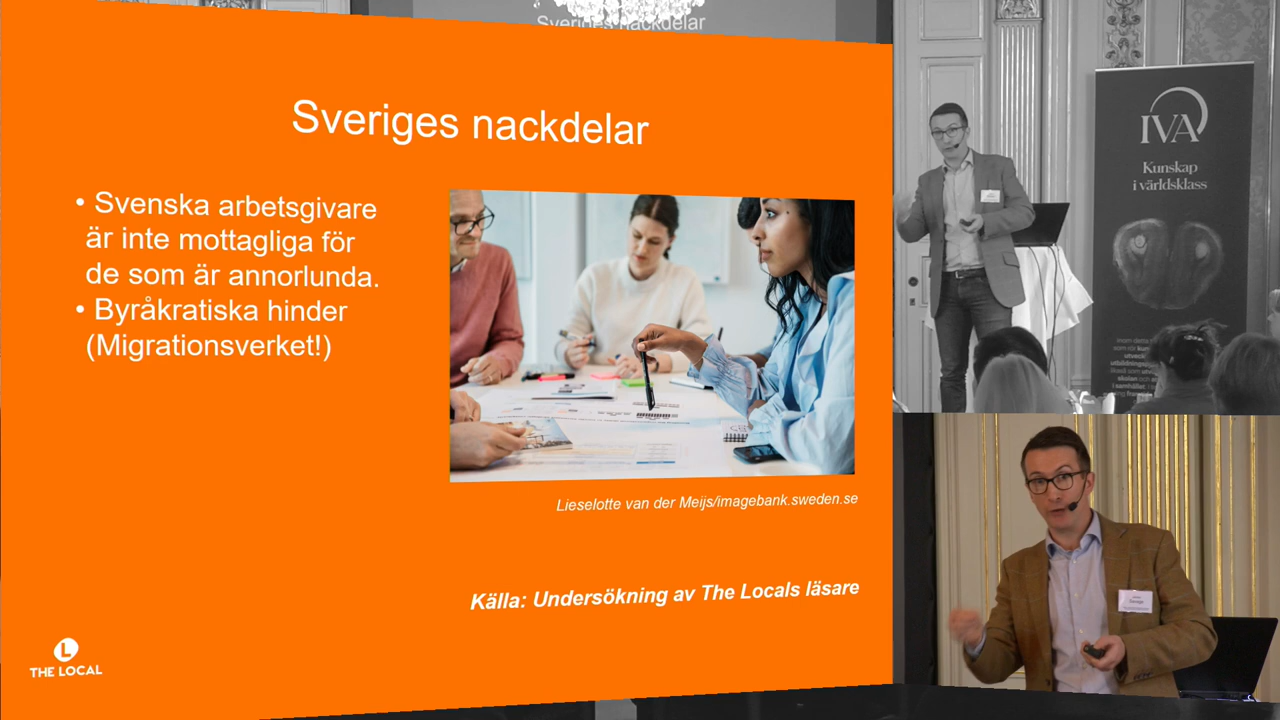 Sveriges nackdelar
Sveriges nackdelar
• Svenska arbetsgivare
är inte mottagliga för
de som är annorlunda.
• Byråkratiska hinder
(Migrationsverket!)
Lieselotte van der Meijs/imagebank.sweden.se
Källa: Undersökning av The Locals läsare
L
THE LOCAL
IVA
Kunskap
i världsklass